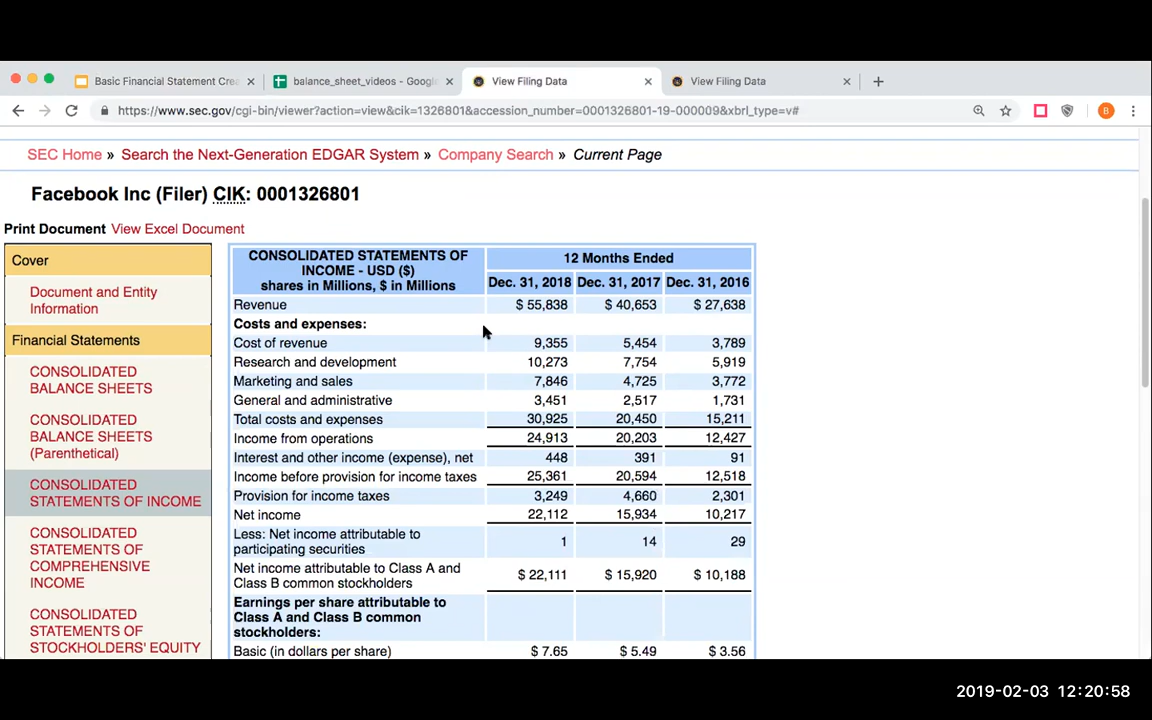 Basic Financial Statement Crea
balance_sheet_videos - Google
View Filing Data
View Filing Data
https://www.sec.gov/cgi-bin/viewer?action=view&cik=1326801&accession_number=0001326801-19-000009&xbrl_type=v#
B
SEC Home » Search the Next-Generation EDGAR System » Company Search » Current Page
Facebook Inc (Filer) CIK: 0001326801
Print Document View Excel Document
Cover
Document and Entity
Information
Financial Statements
CONSOLIDATED
BALANCE SHEETS
CONSOLIDATED
BALANCE SHEETS
(Parenthetical)
CONSOLIDATED
STATEMENTS OF INCOME
CONSOLIDATED
STATEMENTS OF
COMPREHENSIVE
INCOME
CONSOLIDATED
STATEMENTS OF
STOCKHOLDERS' EQUITY
CONSOLIDATED STATEMENTS OF
INCOME - USD ($)
shares in Millions, $ in Millions
12 Months Ended
Dec. 31, 2018 Dec. 31, 2017 Dec. 31, 2016
Revenue $ 55,838 $ 40,653 $ 27,638
Costs and expenses:
Cost of revenue 9,355 5,454 3,789
Research and development 10,273 7,754 5,919
Marketing and sales 7,846 4,725 3,772
General and administrative 3,451 2,517 1,731
Total costs and expenses 30,925 20,450 15,211
Income from operations 24,913 20,203 12,427
Interest and other income (expense), net 448 391 91
Income before provision for income taxes 25,361 20,594 12,518
Provision for income taxes 3,249 4,660 2,301
Net income 22,112 15,934 10,217
Less: Net income attributable to
participating securities 1 14 29
Net income attributable to Class A and
Class B common stockholders $ 22,111 $ 15,920 $ 10,188
Earnings per share attributable to
Class A and Class B common
stockholders:
Basic (in dollars per share) $ 7.65 $ 5.49 $ 3.56
2019-02-03 12:20:58